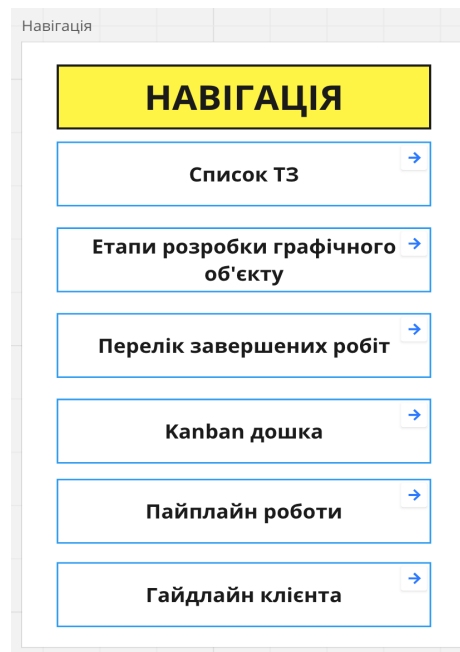 Навігація
НАВІГАЦІЯ
Список ТЗ
Етапи розробки графічного
об'єкту
Перелік завершених робіт
Kanban дошка
Пайплайн роботи
Гайдлайн клієнта